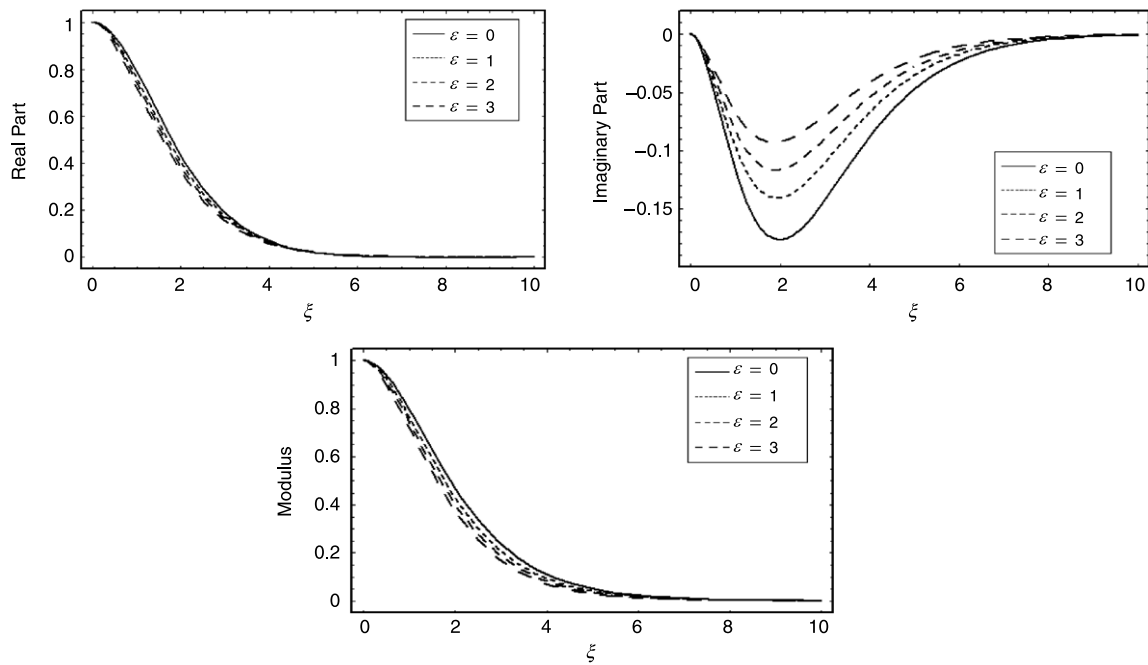 Real Part
1
0.8
0.6
0.4
0.2
0
0 2 4 6 8 10
ξ
ε = 0
ε = 1
ε = 2
ε = 3
Imaginary Part
0
−0.05
−0.1
−0.15
0 2 4 6 8 10
ξ
ε = 0
ε = 1
ε = 2
ε = 3
Modulus
1
0.8
0.6
0.4
0.2
0
0 2 4 6 8 10
ξ
ε = 0
ε = 1
ε = 2
ε = 3